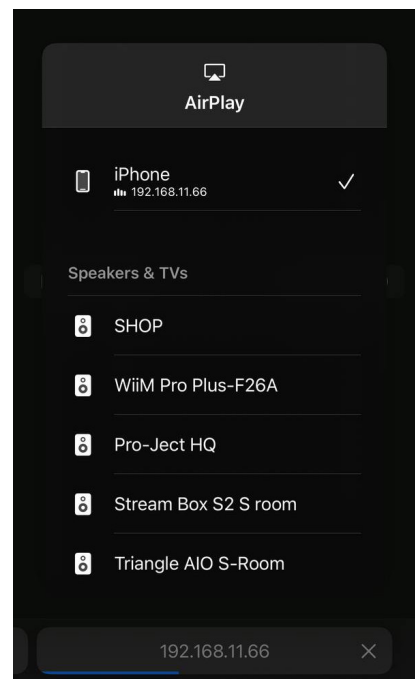 AirPlay
iPhone
192.168.11.66
Speakers & TVs
SHOP
WiiM Pro Plus-F26A
Pro-Ject HQ
Stream Box S2 S room
Triangle AIO S-Room
192.168.11.66